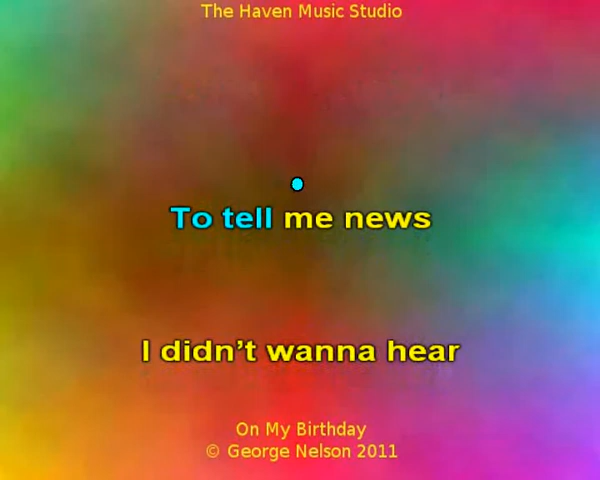 The Haven Music Studio
To tell me news
I didn’t wanna hear
On My Birthday
© George Nelson 2011